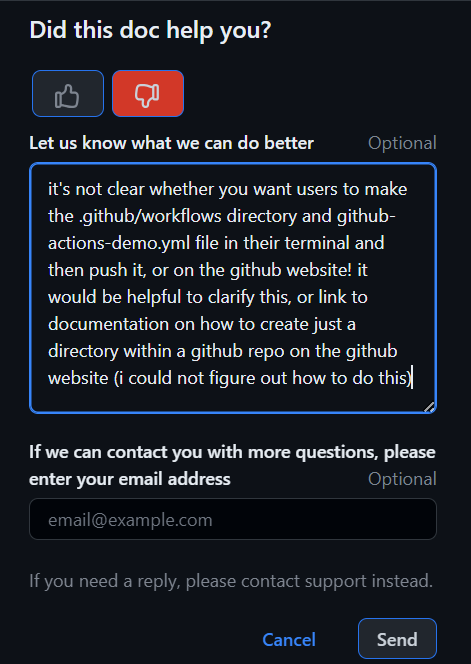 Did this doc help you?
Let us know what we can do better Optional
it's not clear whether you want users to make
the .github/workflows directory and github-
actions-demo.yml file in their terminal and
then push it, or on the github website! it
would be helpful to clarify this, or link to
documentation on how to create just a
directory within a github repo on the github
website (i could not figure out how to do this)
If we can contact you with more questions, please
enter your email address Optional
email@example.com
If you need a reply, please contact support instead.
Cancel Send